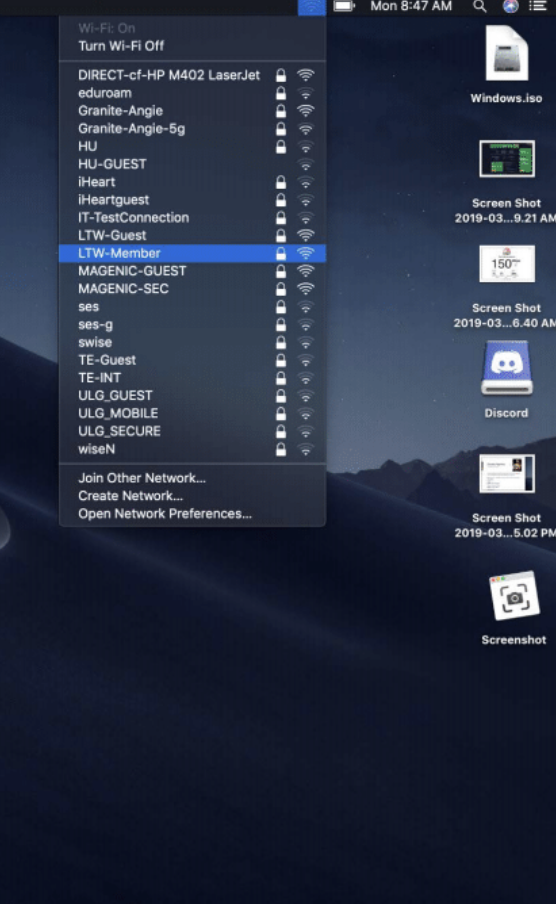 Mon 8:47 AM
Wi-Fi: On
Turn Wi-Fi Off
DIRECT-cf-HP M402 LaserJet
eduroam
Granite-Angie
Granite-Angie-5g
HU
HU-GUEST
iHeart
iHeartguest
IT-TestConnection
LTW-Guest
LTW-Member
MAGENIC-GUEST
MAGENIC-SEC
ses
ses-g
swise
TE-Guest
TE-INT
ULG_GUEST
ULG_MOBILE
ULG_SECURE
wiseN
Join Other Network...
Create Network...
Open Network Preferences...
Windows.iso
Screen Shot
2019-03...9.21 AM
150
Screen Shot
2019-03...6.40 AM
Discord
Screen Shot
2019-03...5.02 PM
Screenshot